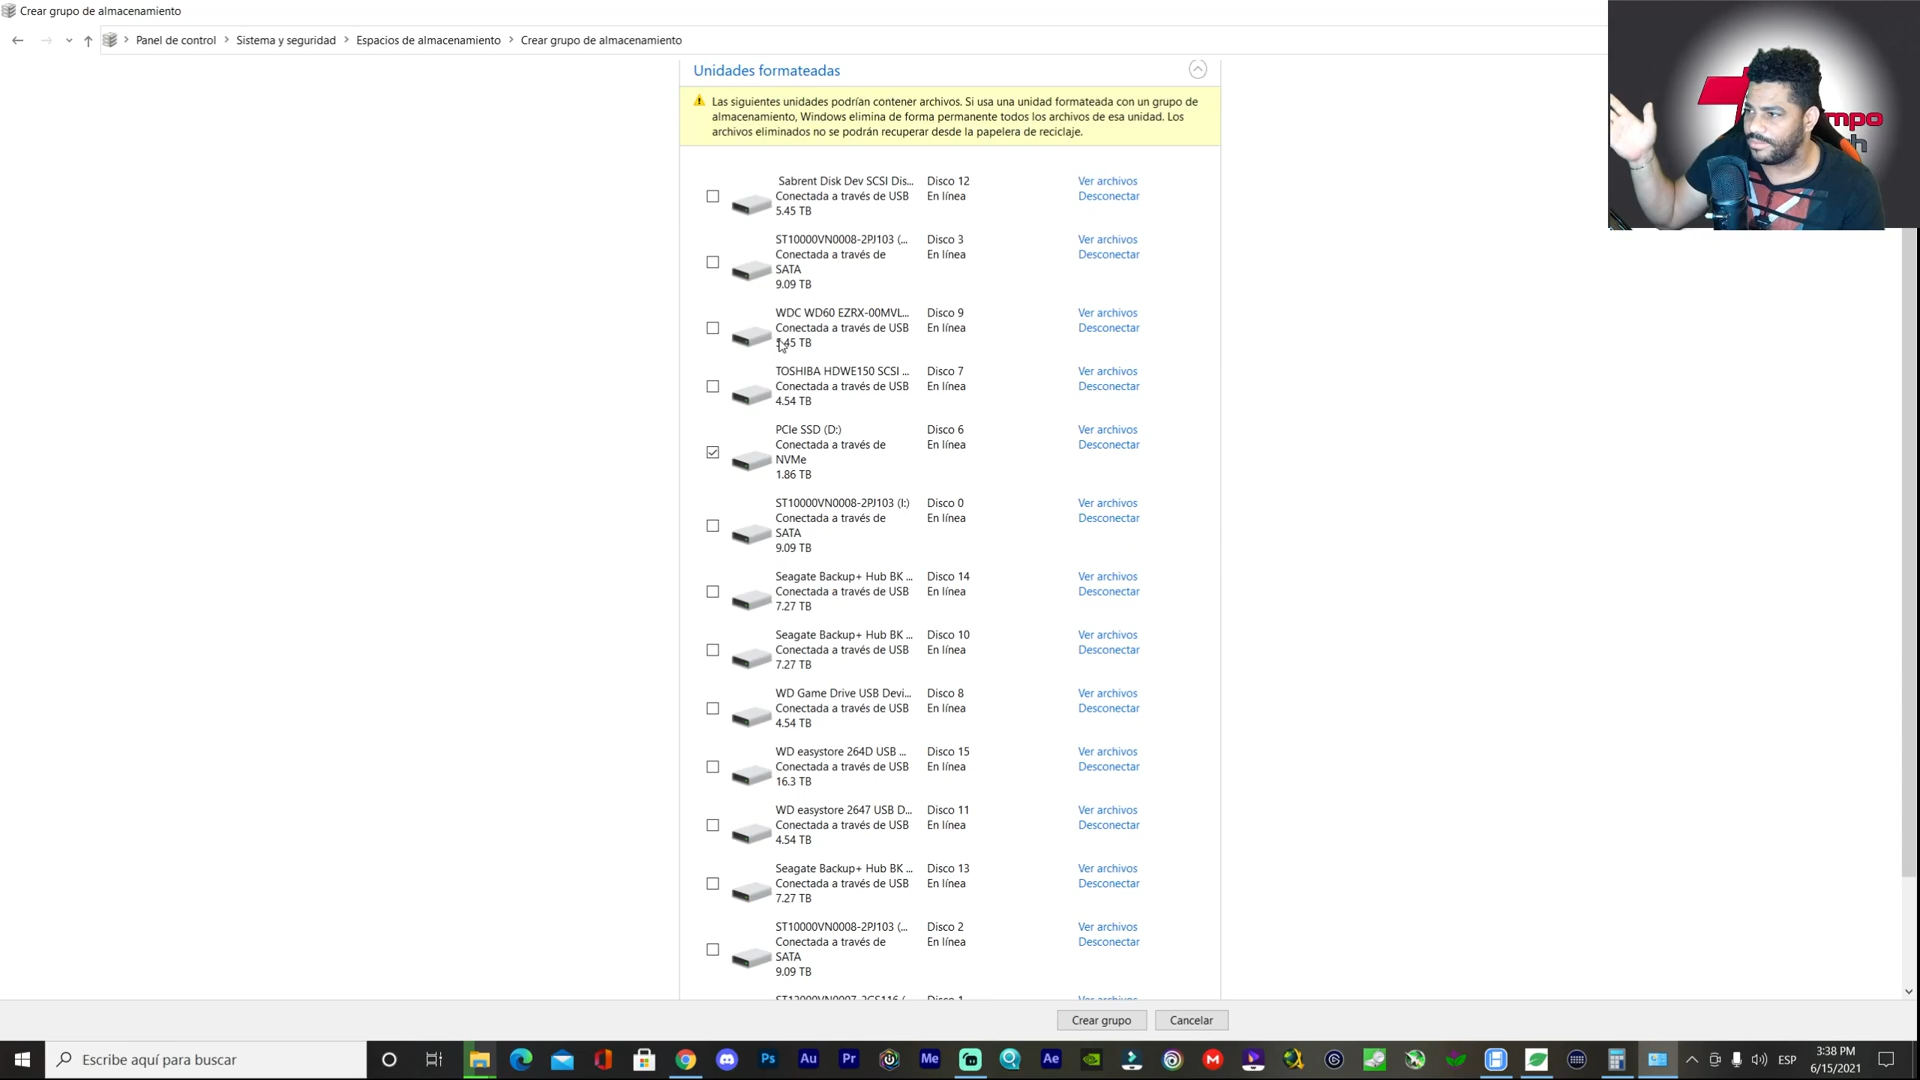 Crear grupo de almacenamiento
Panel de control
Sistema y seguridad
Espacios de almacenamiento
Crear grupo de almacenamiento
Unidades formateadas
Las siguientes unidades podrían contener archivos. Si usa una unidad formateada con un grupo de
almacenamiento, Windows elimina de forma permanente todos los archivos de esa unidad. Los
archivos eliminados no se podrán recuperar desde la papelera de reciclaje.
Sabrent Disk Dev SCSI Dis... Disco 12 Ver archivos
Conectada a través de USB En línea Desconectar
5.45 TB
ST10000VN0008-2PJ103 (... Disco 3 Ver archivos
Conectada a través de En línea Desconectar
SATA
9.09 TB
WDC WD60 EZRX-00MVL... Disco 9 Ver archivos
Conectada a través de USB En línea Desconectar
5.45 TB
TOSHIBA HDWE150 SCSI ... Disco 7 Ver archivos
Conectada a través de USB En línea Desconectar
4.54 TB
PCIe SSD (D:) Disco 6 Ver archivos
Conectada a través de En línea Desconectar
NVMe
1.86 TB
ST10000VN0008-2PJ103 (I:) Disco 0 Ver archivos
Conectada a través de En línea Desconectar
SATA
9.09 TB
Seagate Backup+ Hub BK ... Disco 14 Ver archivos
Conectada a través de USB En línea Desconectar
7.27 TB
Seagate Backup+ Hub BK ... Disco 10 Ver archivos
Conectada a través de USB En línea Desconectar
7.27 TB
WD Game Drive USB Devi... Disco 8 Ver archivos
Conectada a través de USB En línea Desconectar
4.54 TB
WD easystore 264D USB ... Disco 15 Ver archivos
Conectada a través de USB En línea Desconectar
16.3 TB
WD easystore 2647 USB D... Disco 11 Ver archivos
Conectada a través de USB En línea Desconectar
4.54 TB
Seagate Backup+ Hub BK ... Disco 13 Ver archivos
Conectada a través de USB En línea Desconectar
7.27 TB
ST10000VN0008-2PJ103 (... Disco 2 Ver archivos
Conectada a través de En línea Desconectar
SATA
9.09 TB
Disco 1 Ver archivos
Crear grupo
Cancelar
Escribe aquí para buscar
Ps
Au
Pr
Me
Ae
ESP
3:38 PM
6/15/2021